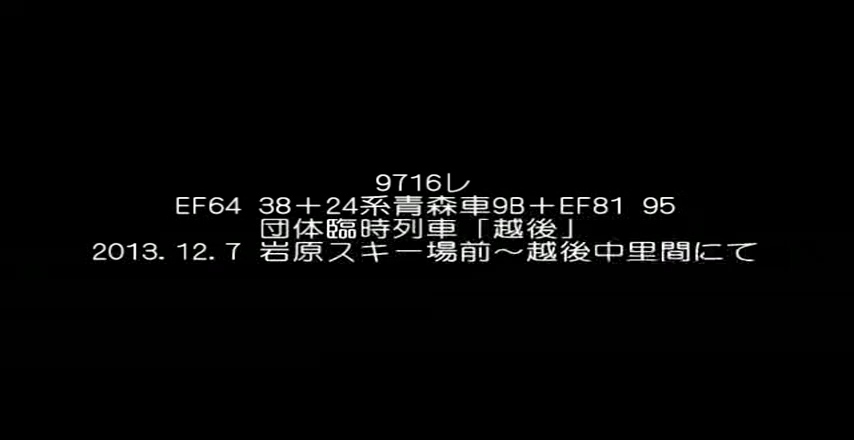 9716レ
EF64 38＋24系青森車9B＋EF81 95
団体臨時列車「越後」
2013.12.7 岩原スキー場前～越後中里間にて